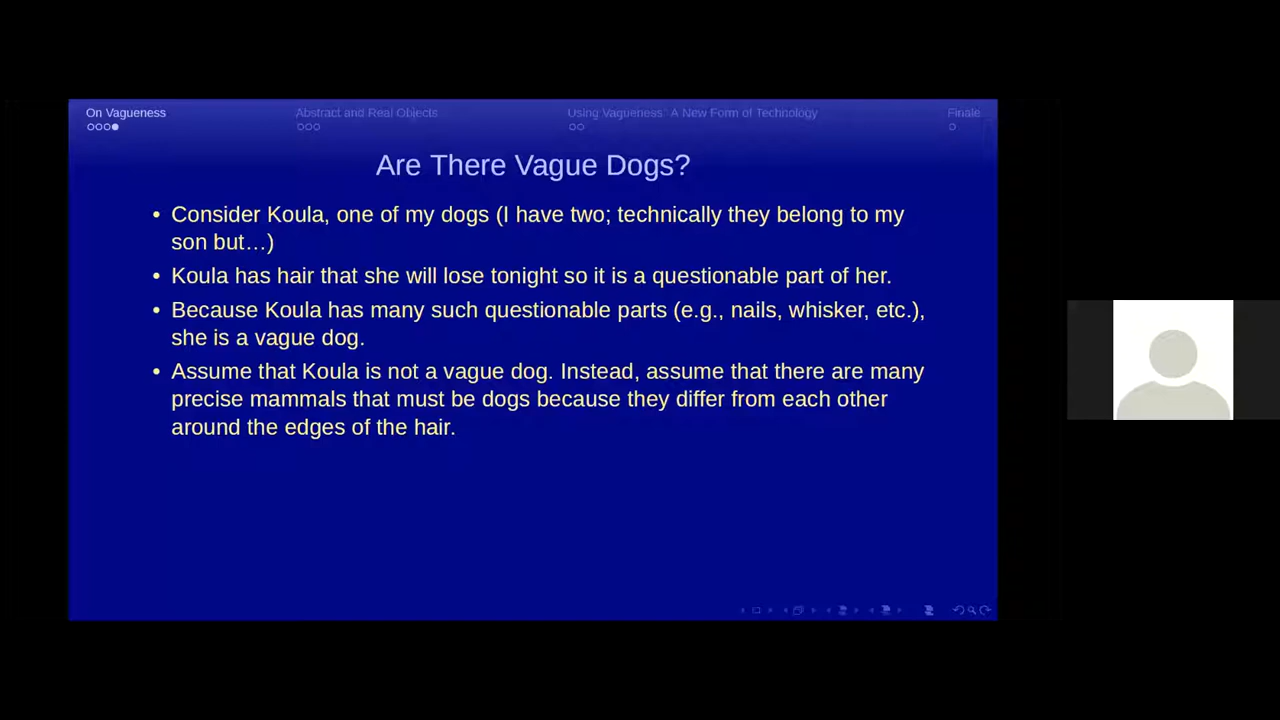 On Vagueness
Abstract and Real Objects
Using Vagueness: A New Form of Technology
Finale
Are There Vague Dogs?
• Consider Koula, one of my dogs (I have two; technically they belong to my
son but…)
• Koula has hair that she will lose tonight so it is a questionable part of her.
• Because Koula has many such questionable parts (e.g., nails, whisker, etc.),
she is a vague dog.
• Assume that Koula is not a vague dog. Instead, assume that there are many
precise mammals that must be dogs because they differ from each other
around the edges of the hair.